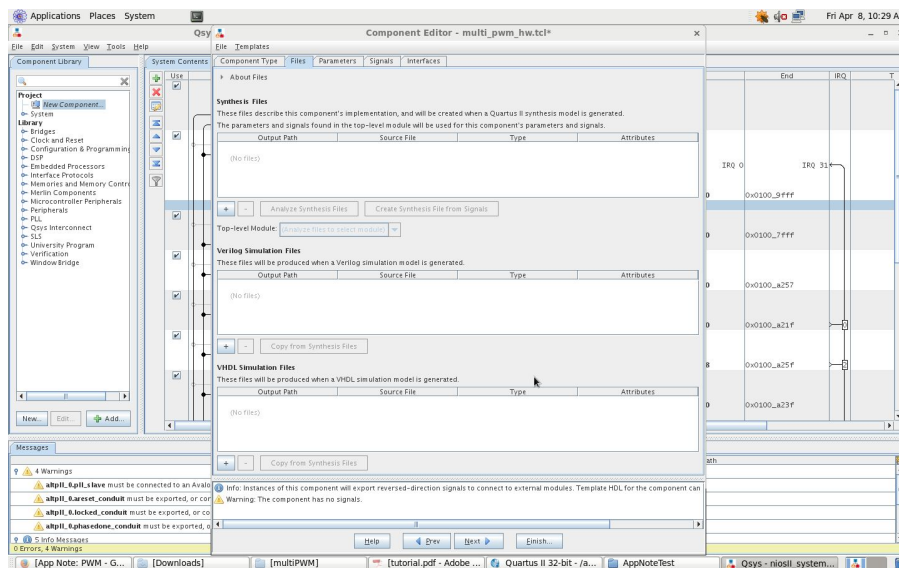 Applications Places System
Fri Apr 8, 10:29 A
Qsy
Component Editor - multi_pwm_hw.tcl*
File Edit System View Tools Help
File Templates
Component Library
System Contents
Component Type Files Parameters Signals Interfaces
Use
End IRQ T
About Files
Project
New Component...
System
Library
Bridges
Clock and Reset
Configuration & Programming
DSP
Embedded Processors
Interface Protocols
Memories and Memory Contro
Merlin Components
Microcontroller Peripherals
Peripherals
PLL
Qsys Interconnect
SLS
University Program
Verification
Window Bridge
New... Edit... Add...
Synthesis Files
These files describe this component's implementation, and will be created when a Quartus II synthesis model is generated.
The parameters and signals found in the top-level module will be used for this component's parameters and signals.
Output Path Source File Type Attributes
(No files)
+ - Analyze Synthesis Files Create Synthesis File from Signals
Top-level Module: (Analyze files to select module)
Verilog Simulation Files
These files will be produced when a Verilog simulation model is generated.
Output Path Source File Type Attributes
(No files)
+ - Copy from Synthesis Files
VHDL Simulation Files
These files will be produced when a VHDL simulation model is generated.
Output Path Source File Type Attributes
(No files)
+ - Copy from Synthesis Files
IRQ 0 IRQ 31
0x0100_9fff
0x0100_7fff
0x0100_a257
0x0100_a21f
0x0100_a25f
0x0100_a23f
Messages
ath
4 Warnings
altpll_0.pll_slave must be connected to an Avalo
altpll_0.areset_conduit must be exported, or cor
altpll_0.locked_conduit must be exported, or co
altpll_0.phasedone_conduit must be exported, o
5 Info Messages
0 Errors, 4 Warnings
Info: Instances of this component will export reversed-direction signals to connect to external modules. Template HDL for the component can
Warning: The component has no signals.
Help Prev Next Finish...
[App Note: PWM - G... [Downloads] [multiPWM] [tutorial.pdf - Adobe ... Quartus II 32-bit - /a... AppNoteTest Qsys - niosII_system...